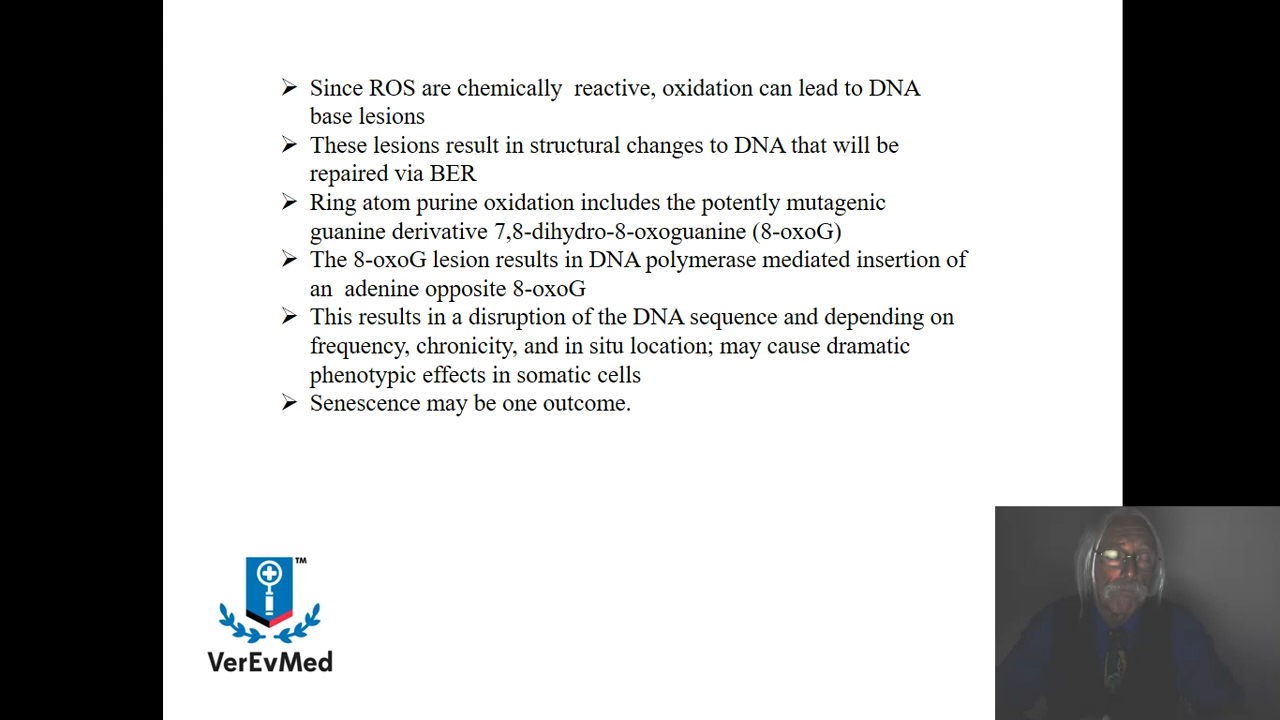 ➢ Since ROS are chemically  reactive, oxidation can lead to DNA
base lesions
➢ These lesions result in structural changes to DNA that will be
repaired via BER
➢ Ring atom purine oxidation includes the potently mutagenic
guanine derivative 7,8-dihydro-8-oxoguanine (8-oxoG)
➢ The 8-oxoG lesion results in DNA polymerase mediated insertion of
an  adenine opposite 8-oxoG
➢ This results in a disruption of the DNA sequence and depending on
frequency, chronicity, and in situ location; may cause dramatic
phenotypic effects in somatic cells
➢ Senescence may be one outcome.
TM
VerEvMed